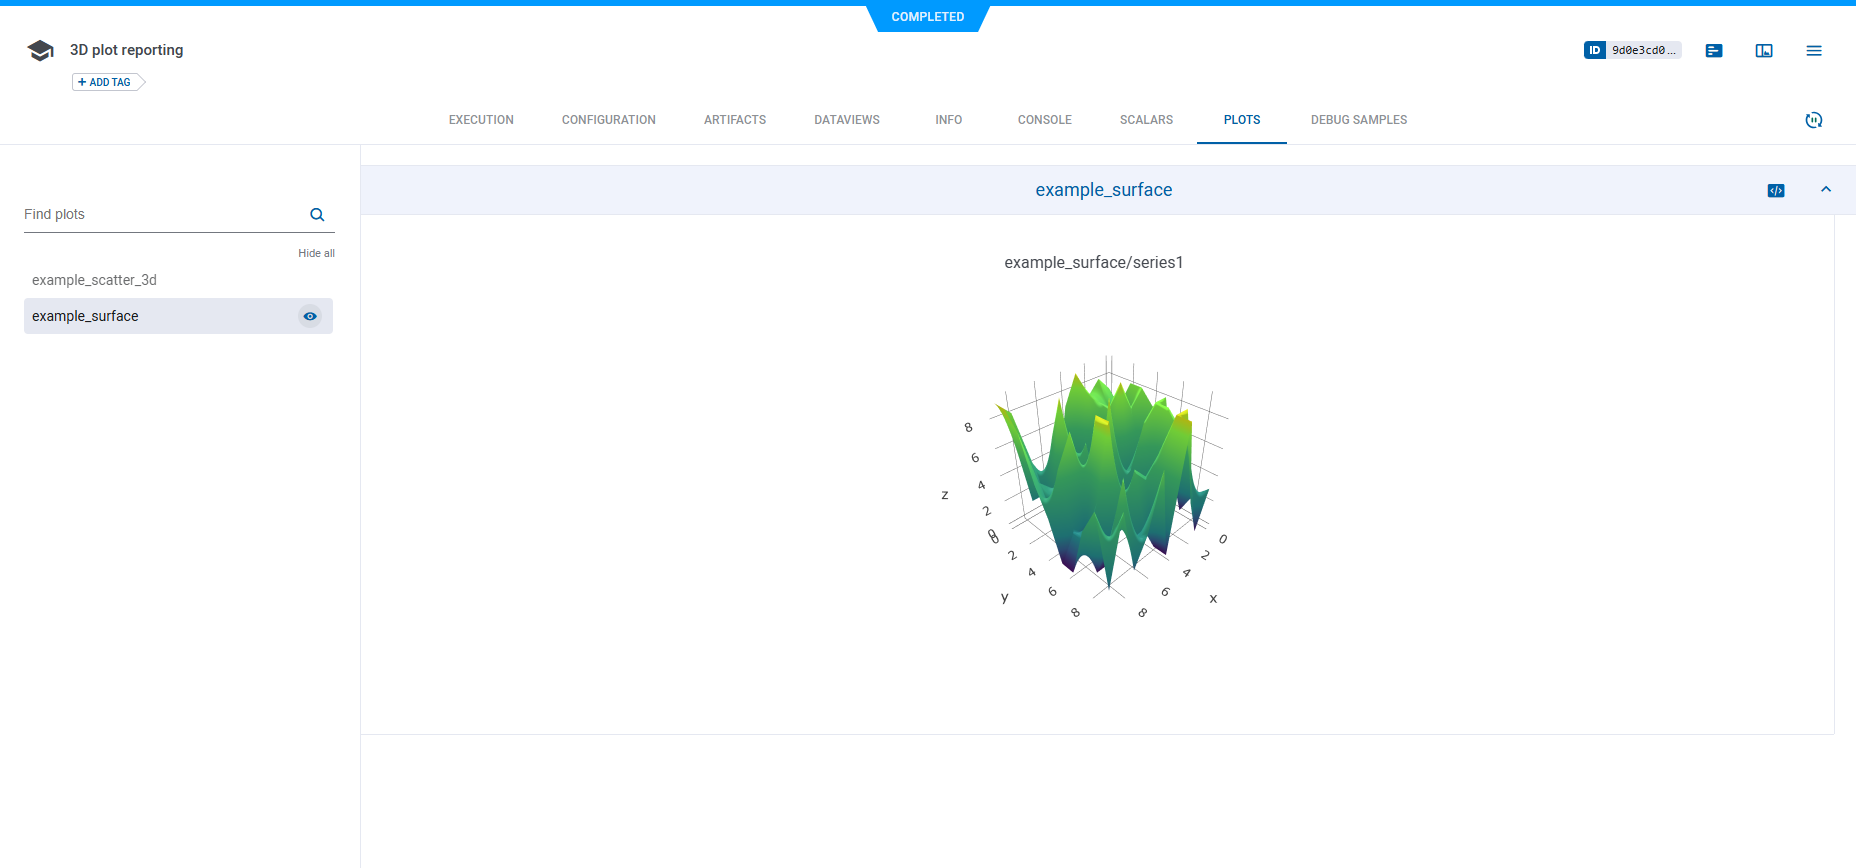 COMPLETED
3D plot reporting
ID 9d0e3cd0...
+ ADD TAG
EXECUTION CONFIGURATION ARTIFACTS DATAVIEWS INFO CONSOLE SCALARS PLOTS DEBUG SAMPLES
Find plots
Hide all
example_scatter_3d
example_surface
example_surface
example_surface/series1
8
6
4
2
0
z
0
2
4
6
8
y
0
2
4
6
8
x